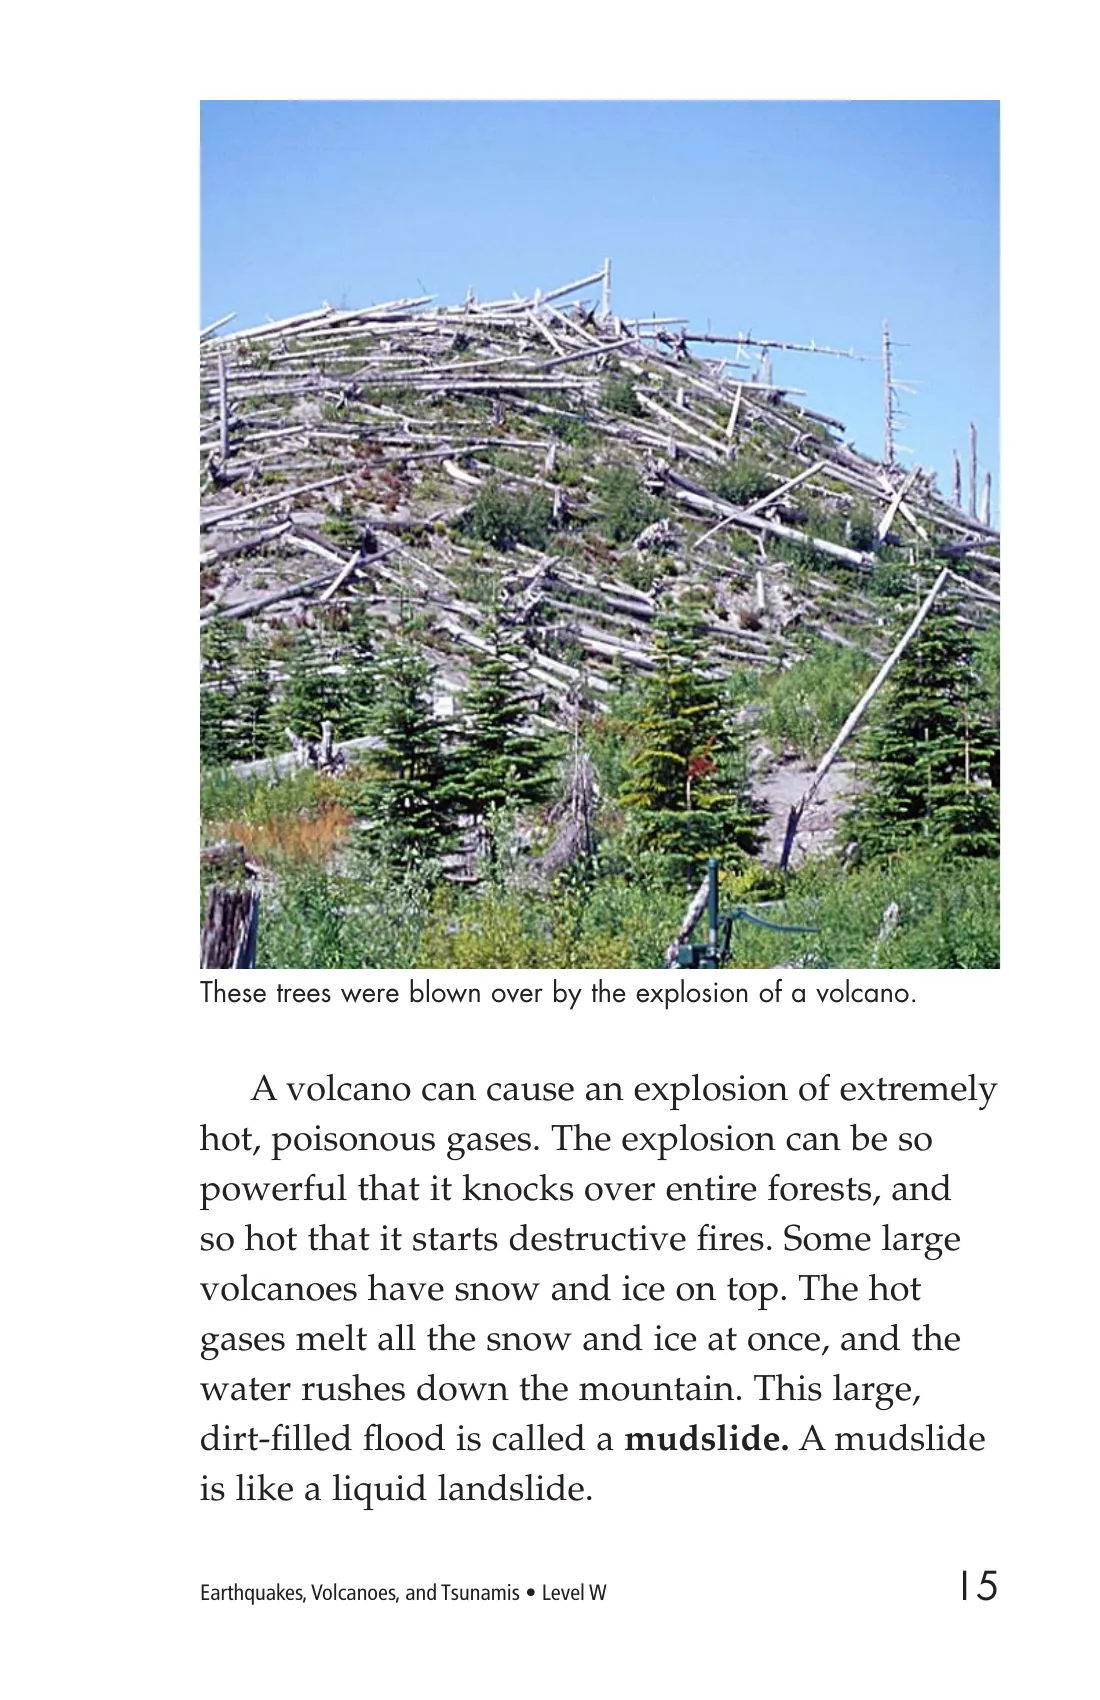 These trees were blown over by the explosion of a volcano.
A volcano can cause an explosion of extremely
hot, poisonous gases. The explosion can be so
powerful that it knocks over entire forests, and
so hot that it starts destructive fires. Some large
volcanoes have snow and ice on top. The hot
gases melt all the snow and ice at once, and the
water rushes down the mountain. This large,
dirt-filled flood is called a mudslide. A mudslide
is like a liquid landslide.
Earthquakes, Volcanoes, and Tsunamis • Level W
15